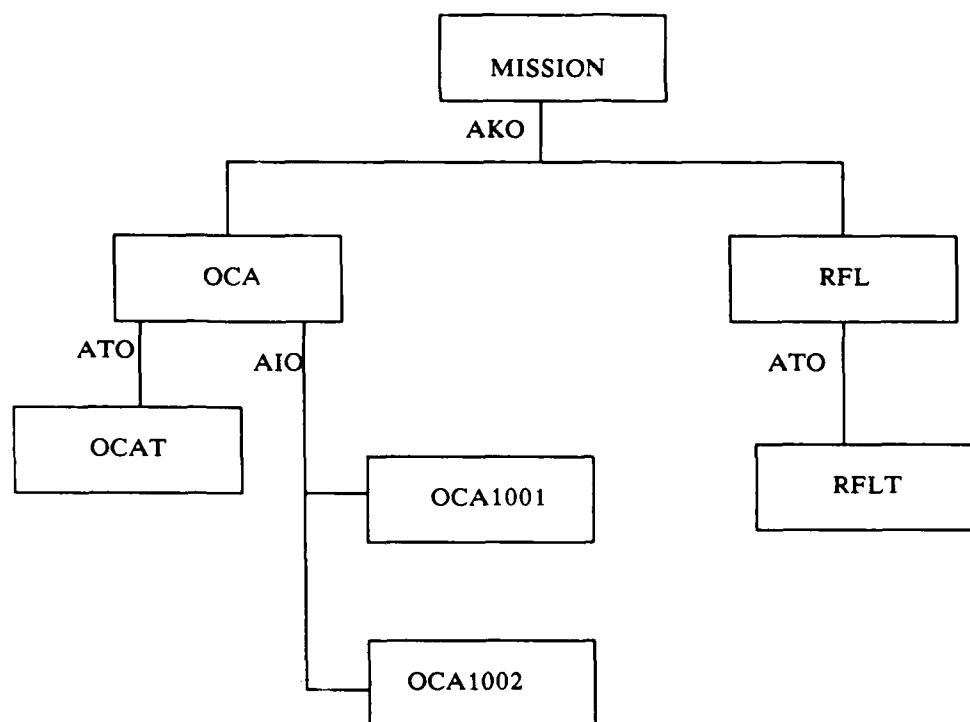 MISSION
AKO
OCA
RFL
ATO
AIO
ATO
OCAT
OCA1001
RFLT
OCA1002